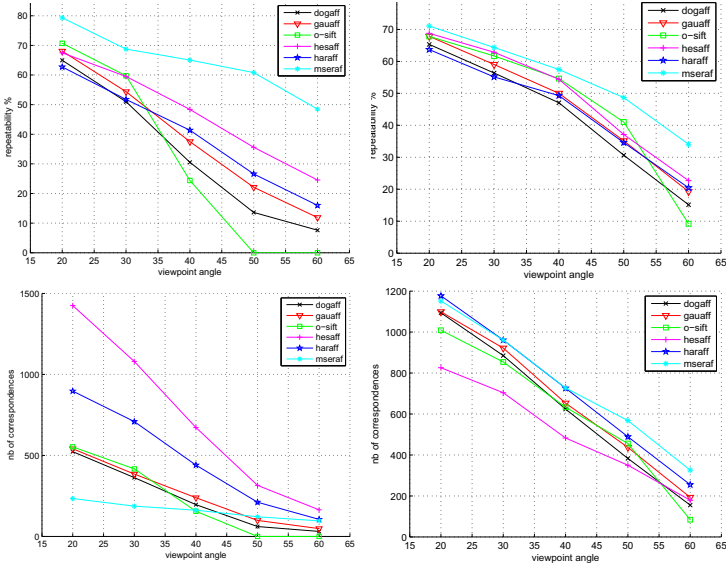 80
70
60
50
40
30
20
10
0
repeatability %
dogaff
gauaff
o-sift
hesaff
haraff
mseraf
15 20 25 30 35 40 45 50 55 60 65
viewpoint angle
70
60
50
40
30
20
10
0
repeatability %
dogaff
gauaff
o-sift
hesaff
haraff
mseraf
15 20 25 30 35 40 45 50 55 60 65
viewpoint angle
1500
1000
500
0
nb of correspondences
dogaff
gauaff
o-sift
hesaff
haraff
mseraf
15 20 25 30 35 40 45 50 55 60 65
viewpoint angle
1200
1000
800
600
400
200
0
nb of correspondences
dogaff
gauaff
o-sift
hesaff
haraff
mseraf
15 20 25 30 35 40 45 50 55 60 65
viewpoint angle